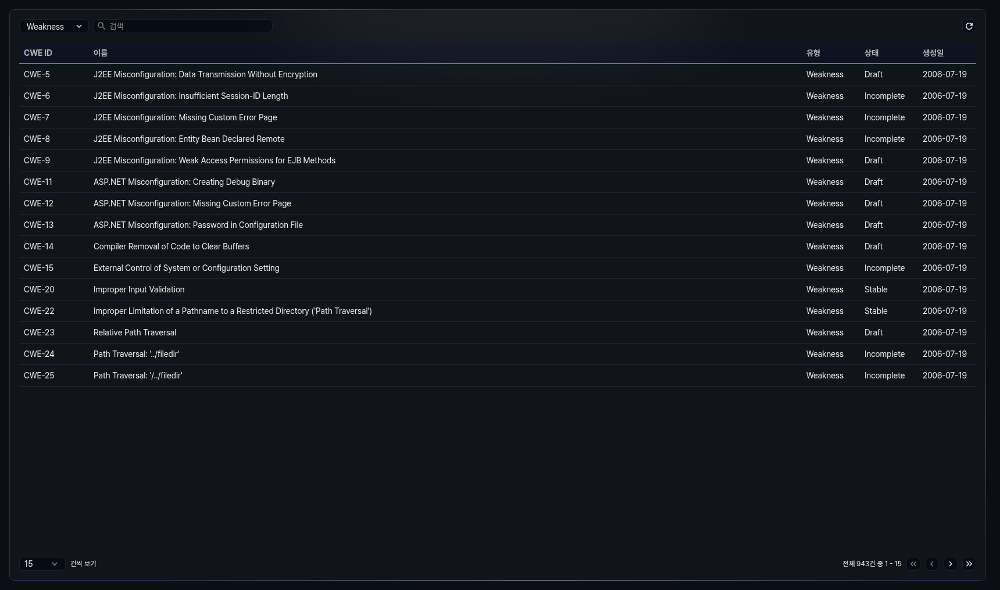 Weakness 검색
CWE ID 이름 유형 상태 생성일
CWE-5 J2EE Misconfiguration: Data Transmission Without Encryption Weakness Draft 2006-07-19
CWE-6 J2EE Misconfiguration: Insufficient Session-ID Length Weakness Incomplete 2006-07-19
CWE-7 J2EE Misconfiguration: Missing Custom Error Page Weakness Incomplete 2006-07-19
CWE-8 J2EE Misconfiguration: Entity Bean Declared Remote Weakness Incomplete 2006-07-19
CWE-9 J2EE Misconfiguration: Weak Access Permissions for EJB Methods Weakness Draft 2006-07-19
CWE-11 ASP.NET Misconfiguration: Creating Debug Binary Weakness Draft 2006-07-19
CWE-12 ASP.NET Misconfiguration: Missing Custom Error Page Weakness Draft 2006-07-19
CWE-13 ASP.NET Misconfiguration: Password in Configuration File Weakness Draft 2006-07-19
CWE-14 Compiler Removal of Code to Clear Buffers Weakness Draft 2006-07-19
CWE-15 External Control of System or Configuration Setting Weakness Incomplete 2006-07-19
CWE-20 Improper Input Validation Weakness Stable 2006-07-19
CWE-22 Improper Limitation of a Pathname to a Restricted Directory ('Path Traversal') Weakness Stable 2006-07-19
CWE-23 Relative Path Traversal Weakness Draft 2006-07-19
CWE-24 Path Traversal: '../filedir' Weakness Incomplete 2006-07-19
CWE-25 Path Traversal: '/../filedir' Weakness Incomplete 2006-07-19
15 건씩 보기 전체 943건 중 1 - 15